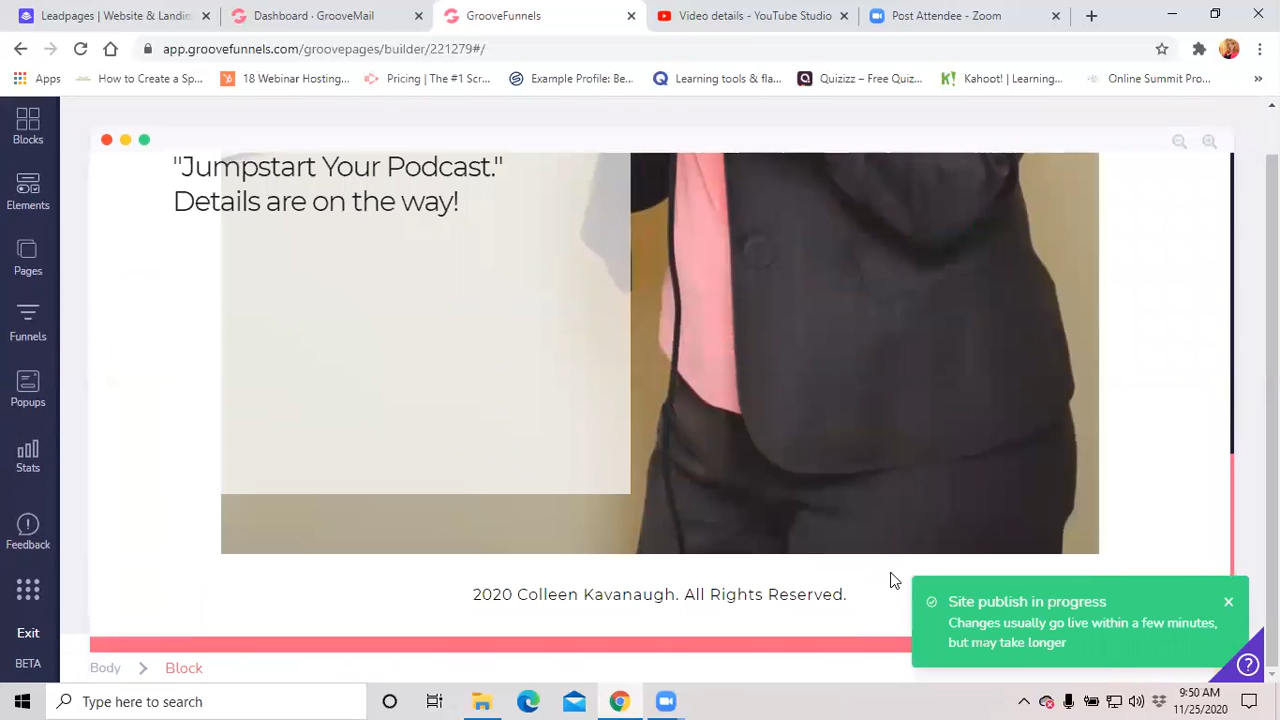 Leadpages | Website & Land
Dashboard · GrooveMail
GrooveFunnels
Video details - YouTube Studio
Post Attendee - Zoom
app.groovefunnels.com/groovepages/builder/221279#/
Apps
How to Create a Sp...
18 Webinar Hosting...
Pricing | The #1 Scr...
Example Profile: Be...
Learning tools & fla...
Quizizz – Free Quiz...
Kahoot! | Learning...
Online Summit Pro...
»
Blocks
Elements
Pages
Funnels
Popups
Stats
Feedback
Exit
BETA
"Jumpstart Your Podcast."
Details are on the way!
2020 Colleen Kavanaugh. All Rights Reserved.
Site publish in progress
Changes usually go live within a few minutes,
but may take longer
Body
Block
Type here to search
9:50 AM
11/25/2020